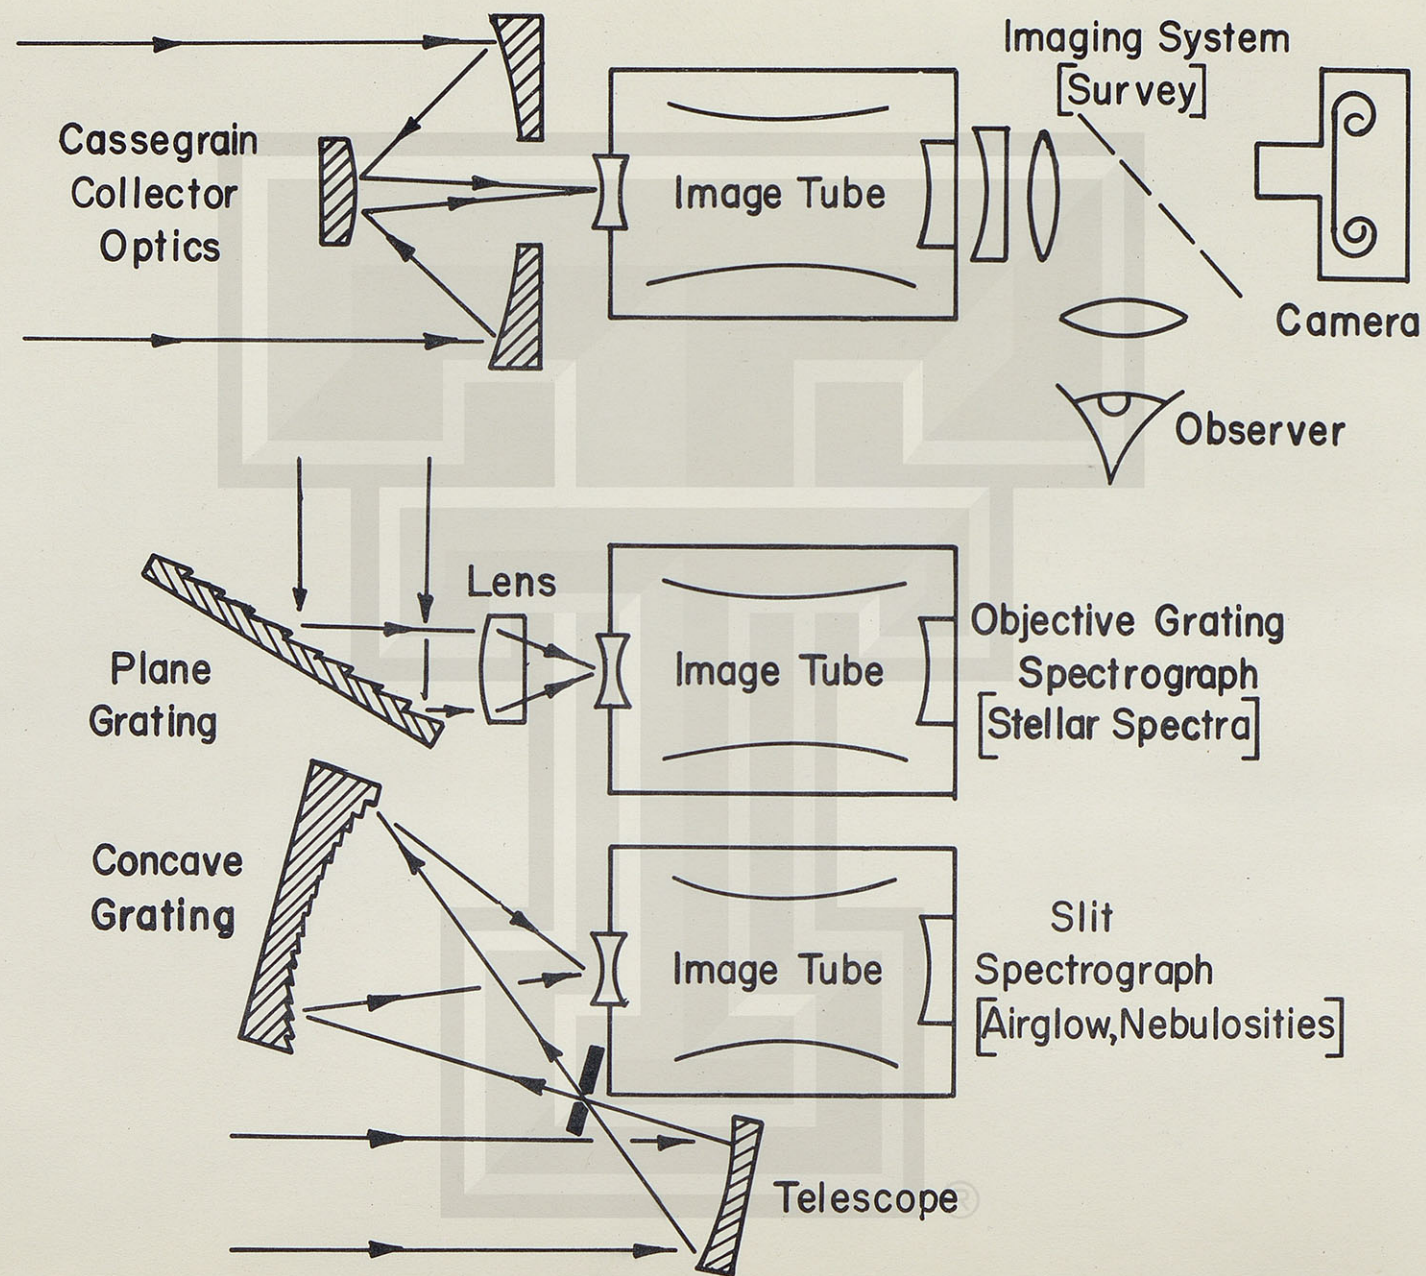 Imaging System
[Survey]
Cassegrain
Collector
Optics
Image Tube
Camera
Observer
Lens
Plane
Grating
Image Tube
Objective Grating
Spectrograph
[Stellar Spectra]
Concave
Grating
Image Tube
Slit
Spectrograph
[Airglow,Nebulosities]
Telescope
®